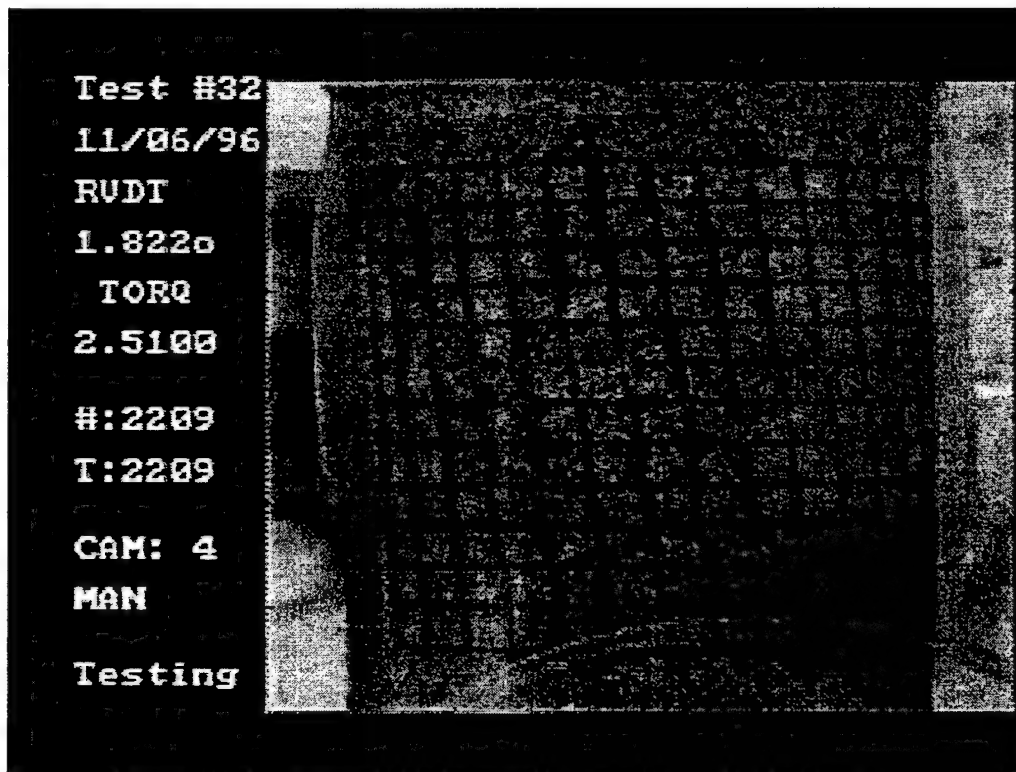 Test #32
11/06/96
RVDT
1.822o
TORQ
2.5100
#:2209
T:2209
CAM: 4
MAN
Testing